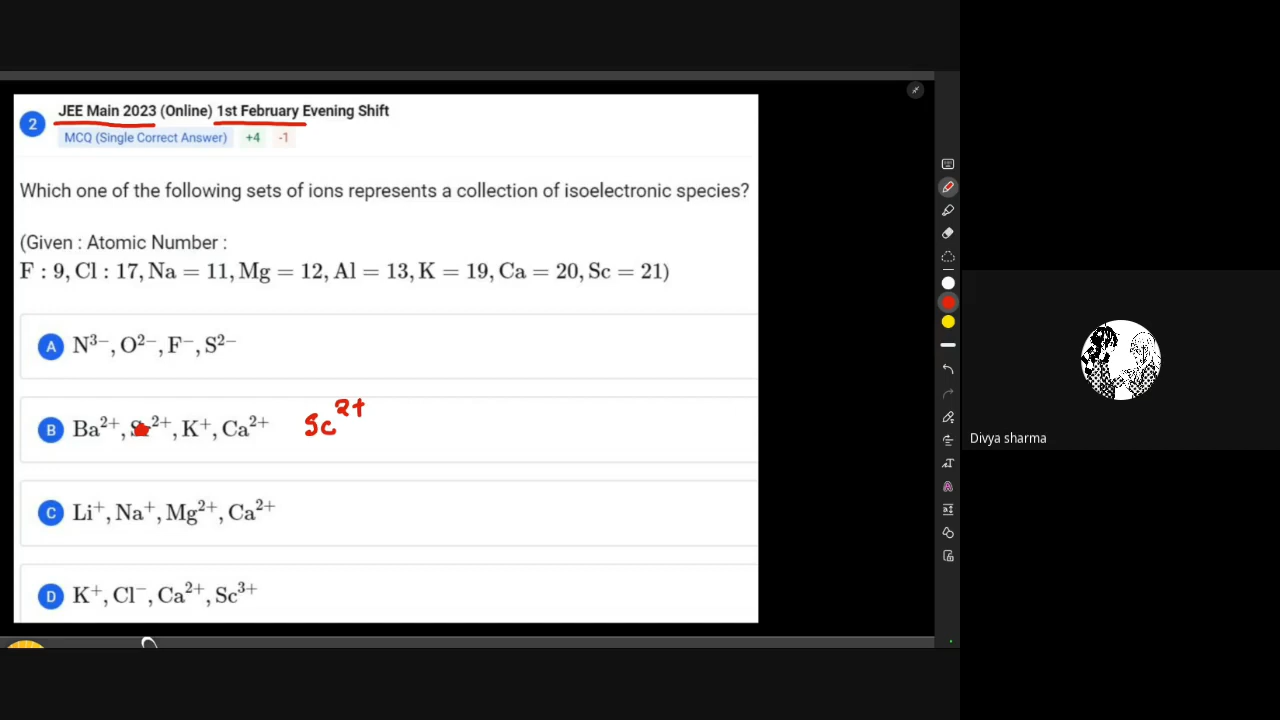 2
JEE Main 2023 (Online) 1st February Evening Shift
MCQ (Single Correct Answer) +4 -1
Which one of the following sets of ions represents a collection of isoelectronic species?
(Given : Atomic Number :
F : 9, Cl : 17, Na = 11, Mg = 12, Al = 13, K = 19, Ca = 20, Sc = 21)
A N³⁻, O²⁻, F⁻, S²⁻
B Ba²⁺, Sr²⁺, K⁺, Ca²⁺ Sc²⁺
C Li⁺, Na⁺, Mg²⁺, Ca²⁺
D K⁺, Cl⁻, Ca²⁺, Sc³⁺
Divya sharma